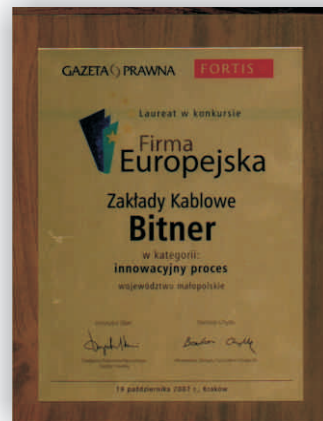 GAZETA PRAWNA FORTIS
Laureat w konkursie
Firma
Europejska
Zakłady Kablowe
Bitner
w kategorii:
innowacyjny proces
województwo małopolskie
19 października 2007 r., Kraków